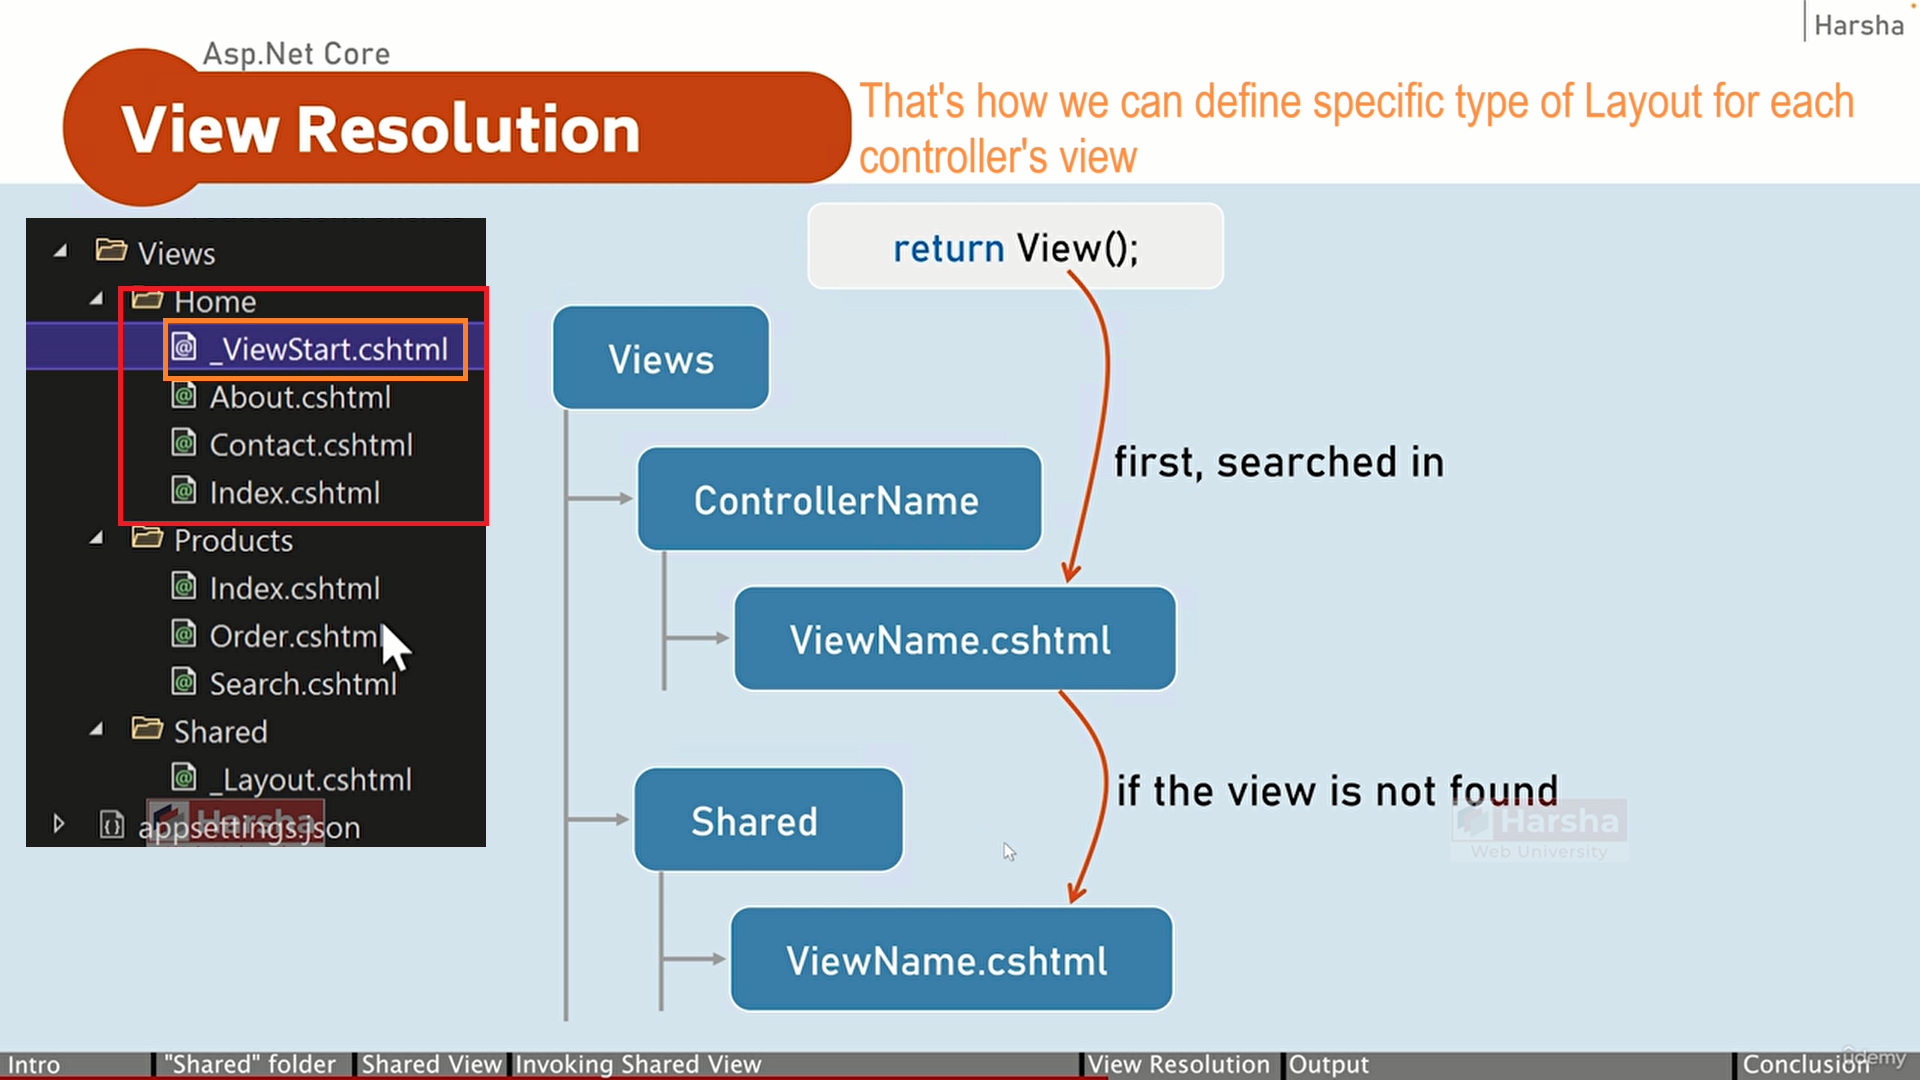 Asp.Net Core
Harsha
View Resolution
That's how we can define specific type of Layout for each
controller's view
Views
Home
_ViewStart.cshtml
About.cshtml
Contact.cshtml
Index.cshtml
Products
Index.cshtml
Order.cshtml
Search.cshtml
Shared
_Layout.cshtml
appsettings.json
Harsha
return View();
Views
ControllerName
first, searched in
ViewName.cshtml
if the view is not found
Shared
ViewName.cshtml
Harsha
Web University
Intro
"Shared" folder
Shared View
Invoking Shared View
View Resolution
Output
Conclusion
ûdemy